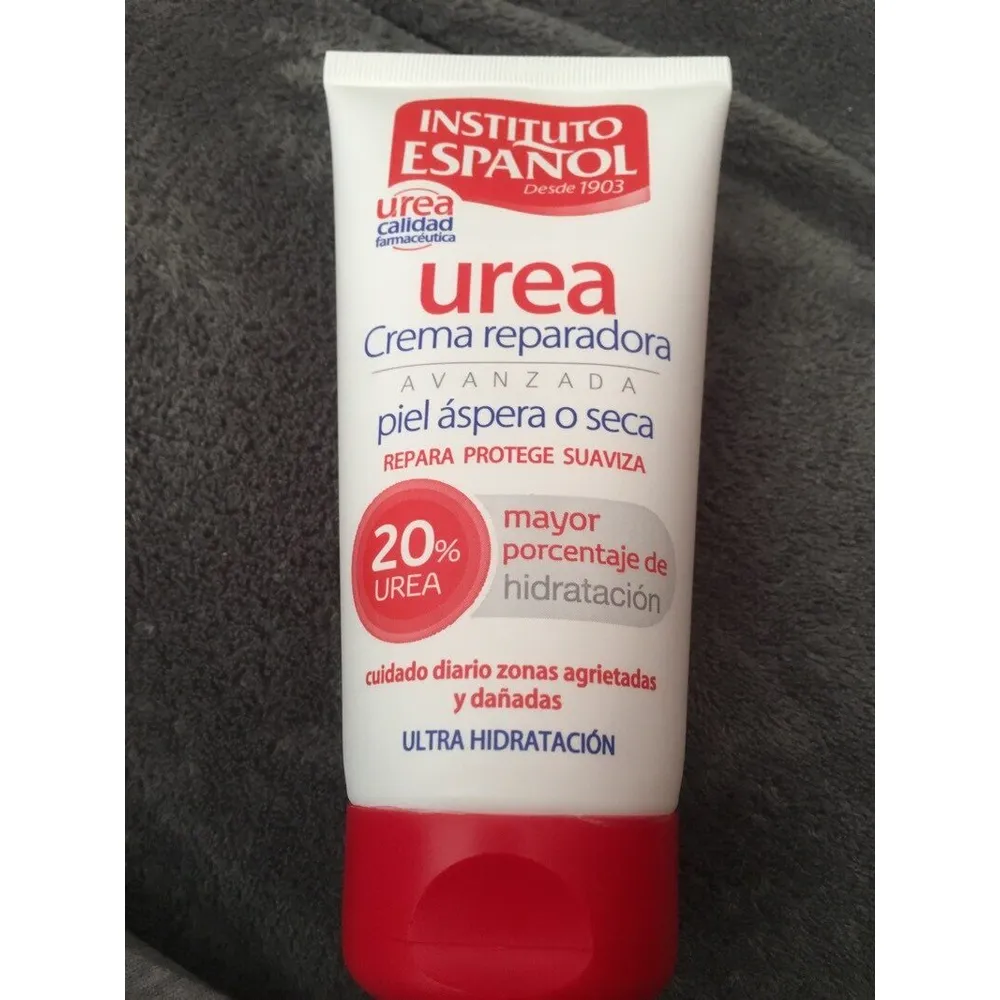 INSTITUTO
ESPAÑOL
Desde 1903
urea
calidad
farmacéutica
urea
Crema reparadora
AVANZADA
piel áspera o seca
REPARA PROTEGE SUAVIZA
20%
UREA
mayor
porcentaje de
hidratación
cuidado diario zonas agrietadas
y dañadas
ULTRA HIDRATACIÓN